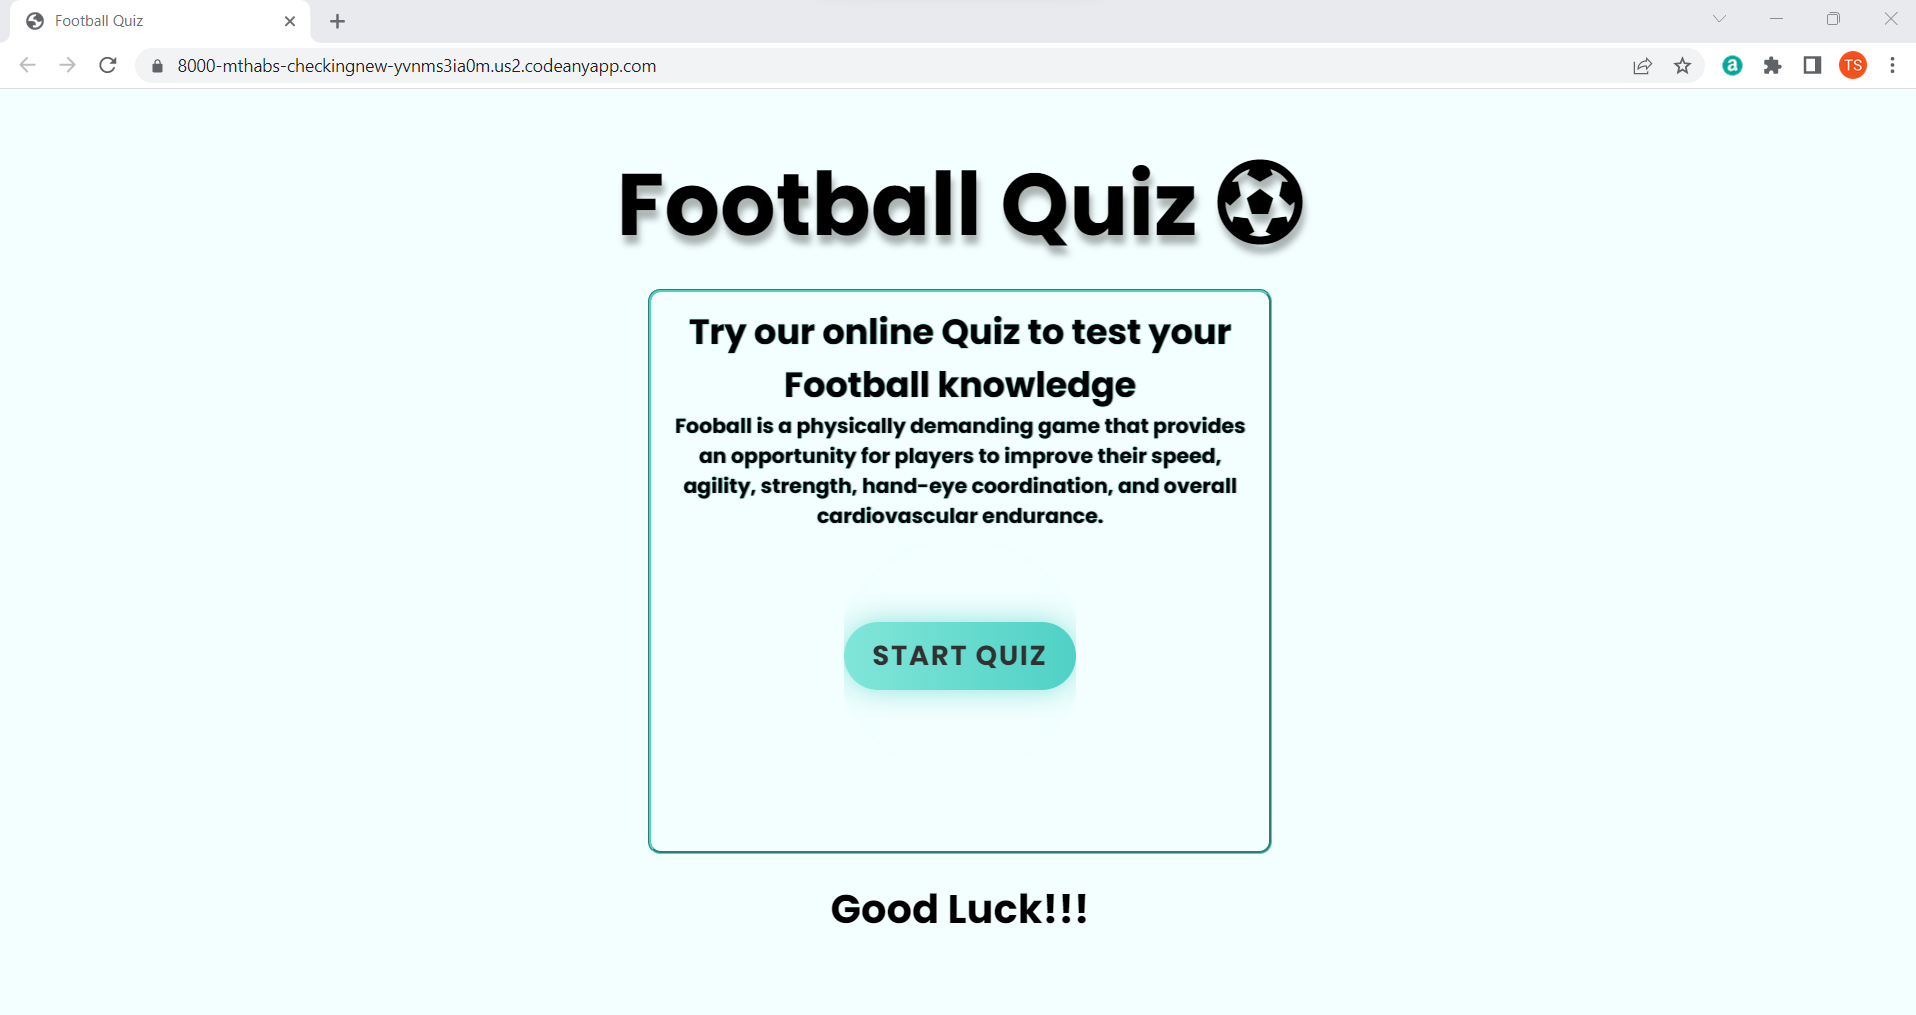 Football Quiz
8000-mthabs-checkingnew-yvnms3ia0m.us2.codeanyapp.com
a
TS
Football Quiz
Try our online Quiz to test your
Football knowledge
Fooball is a physically demanding game that provides
an opportunity for players to improve their speed,
agility, strength, hand-eye coordination, and overall
cardiovascular endurance.
START QUIZ
Good Luck!!!